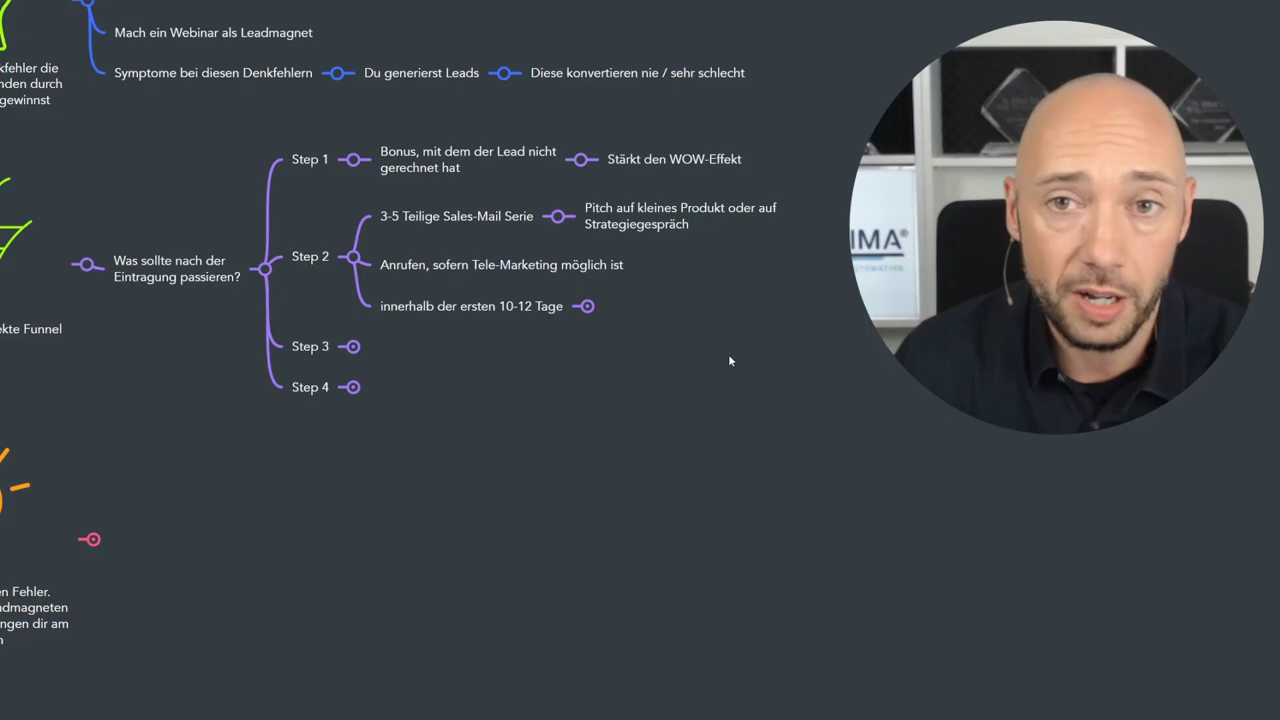 Mach ein Webinar als Leadmagnet
kfehler die
nden durch
gewinnst
Symptome bei diesen Denkfehlern
Du generierst Leads
Diese konvertieren nie / sehr schlecht
Was sollte nach der
Eintragung passieren?
Step 1
Bonus, mit dem der Lead nicht
gerechnet hat
Stärkt den WOW-Effekt
Step 2
3-5 Teilige Sales-Mail Serie
Pitch auf kleines Produkt oder auf
Strategiegespräch
Anrufen, sofern Tele-Marketing möglich ist
innerhalb der ersten 10-12 Tage
Step 3
Step 4
ekte Funnel
en Fehler.
ndmagneten
ngen dir am
n
IMA®
AUTOMATION